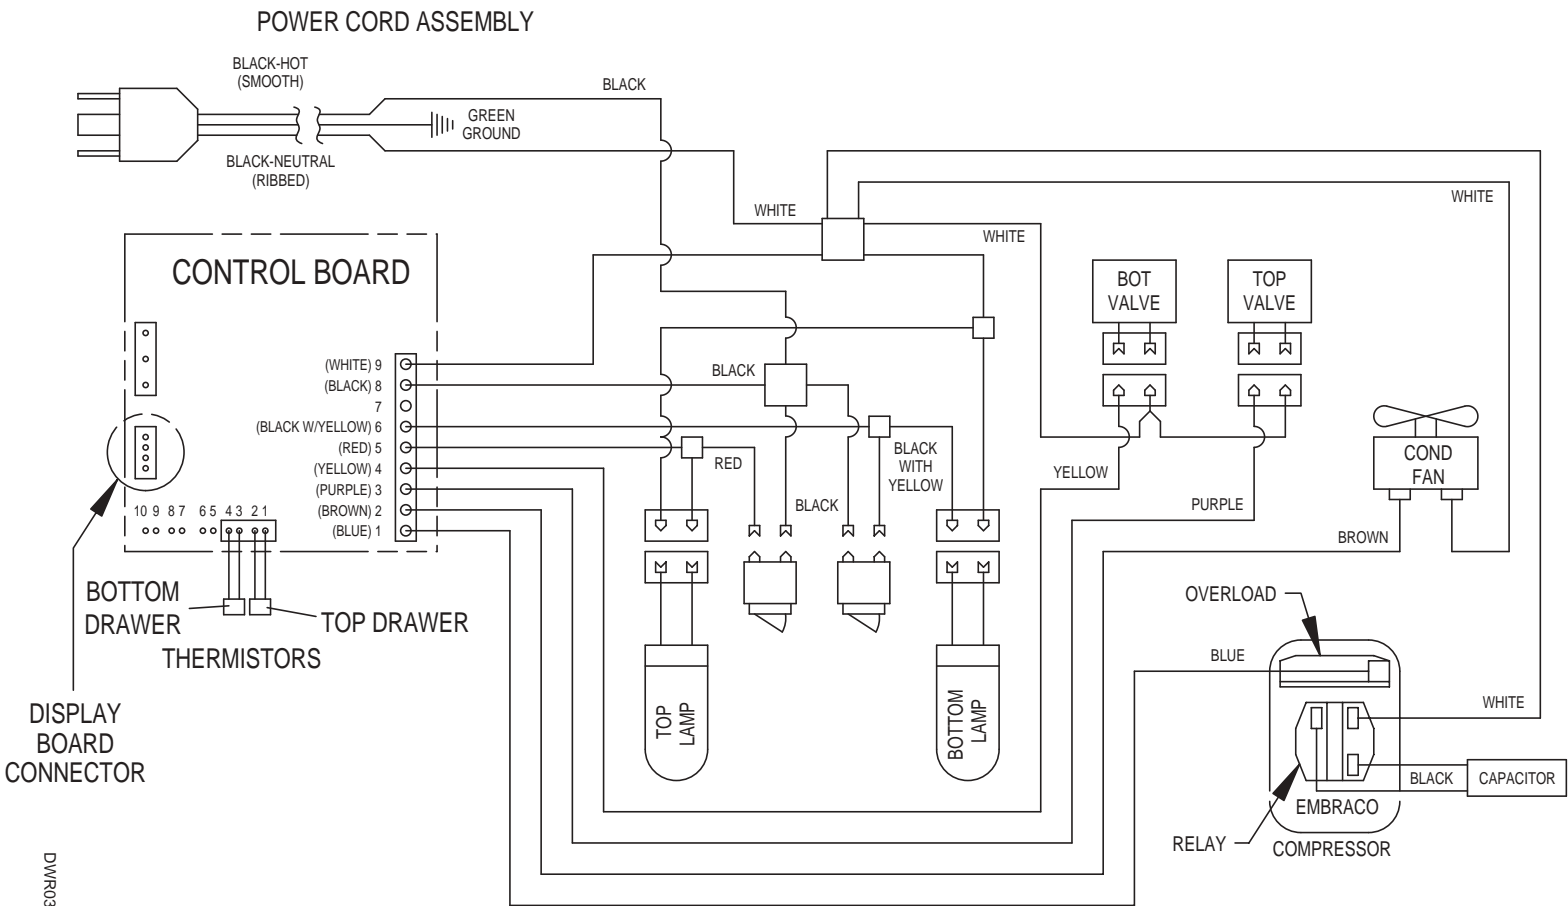 POWER CORD ASSEMBLY
BLACK-HOT
(SMOOTH)
BLACK
GREEN
GROUND
BLACK-NEUTRAL
(RIBBED)
WHITE
WHITE
WHITE
CONTROL BOARD
BOT
VALVE
TOP
VALVE
(WHITE) 9
(BLACK) 8
7
(BLACK W/YELLOW) 6
(RED) 5
(YELLOW) 4
(PURPLE) 3
(BROWN) 2
(BLUE) 1
BLACK
RED
BLACK
WITH
YELLOW
BLACK
YELLOW
PURPLE
COND
FAN
BROWN
10 9 8 7 6 5 4 3 2 1
BOTTOM
DRAWER
TOP DRAWER
THERMISTORS
DISPLAY
BOARD
CONNECTOR
TOP
LAMP
BOTTOM
LAMP
OVERLOAD
BLUE
WHITE
BLACK
CAPACITOR
EMBRACO
RELAY
COMPRESSOR
DWR03